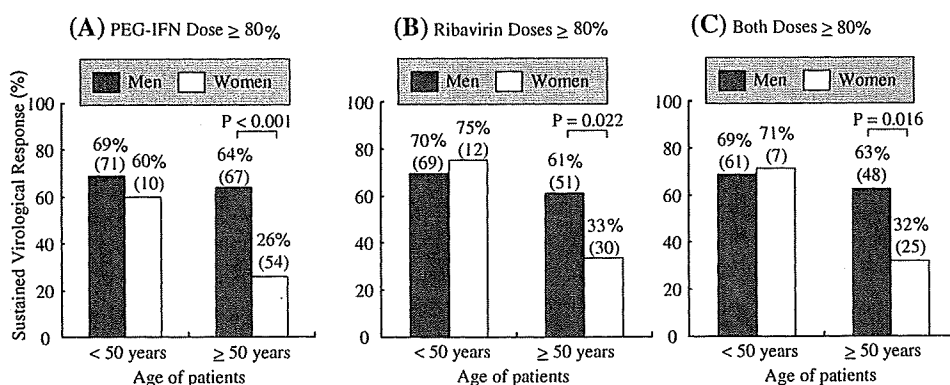 (A) PEG-IFN Dose ≥ 80%
Men Women
Sustained Virological Response (%)
100
80
60
40
20
0
P < 0.001
69%
(71)
60%
(10)
64%
(67)
26%
(54)
< 50 years ≥ 50 years
Age of patients
(B) Ribavirin Doses ≥ 80%
Men Women
100
80
60
40
20
0
P = 0.022
70%
(69)
75%
(12)
61%
(51)
33%
(30)
< 50 years ≥ 50 years
Age of patients
(C) Both Doses ≥ 80%
Men Women
100
80
60
40
20
0
P = 0.016
69%
(61)
71%
(7)
63%
(48)
32%
(25)
< 50 years ≥ 50 years
Age of patients